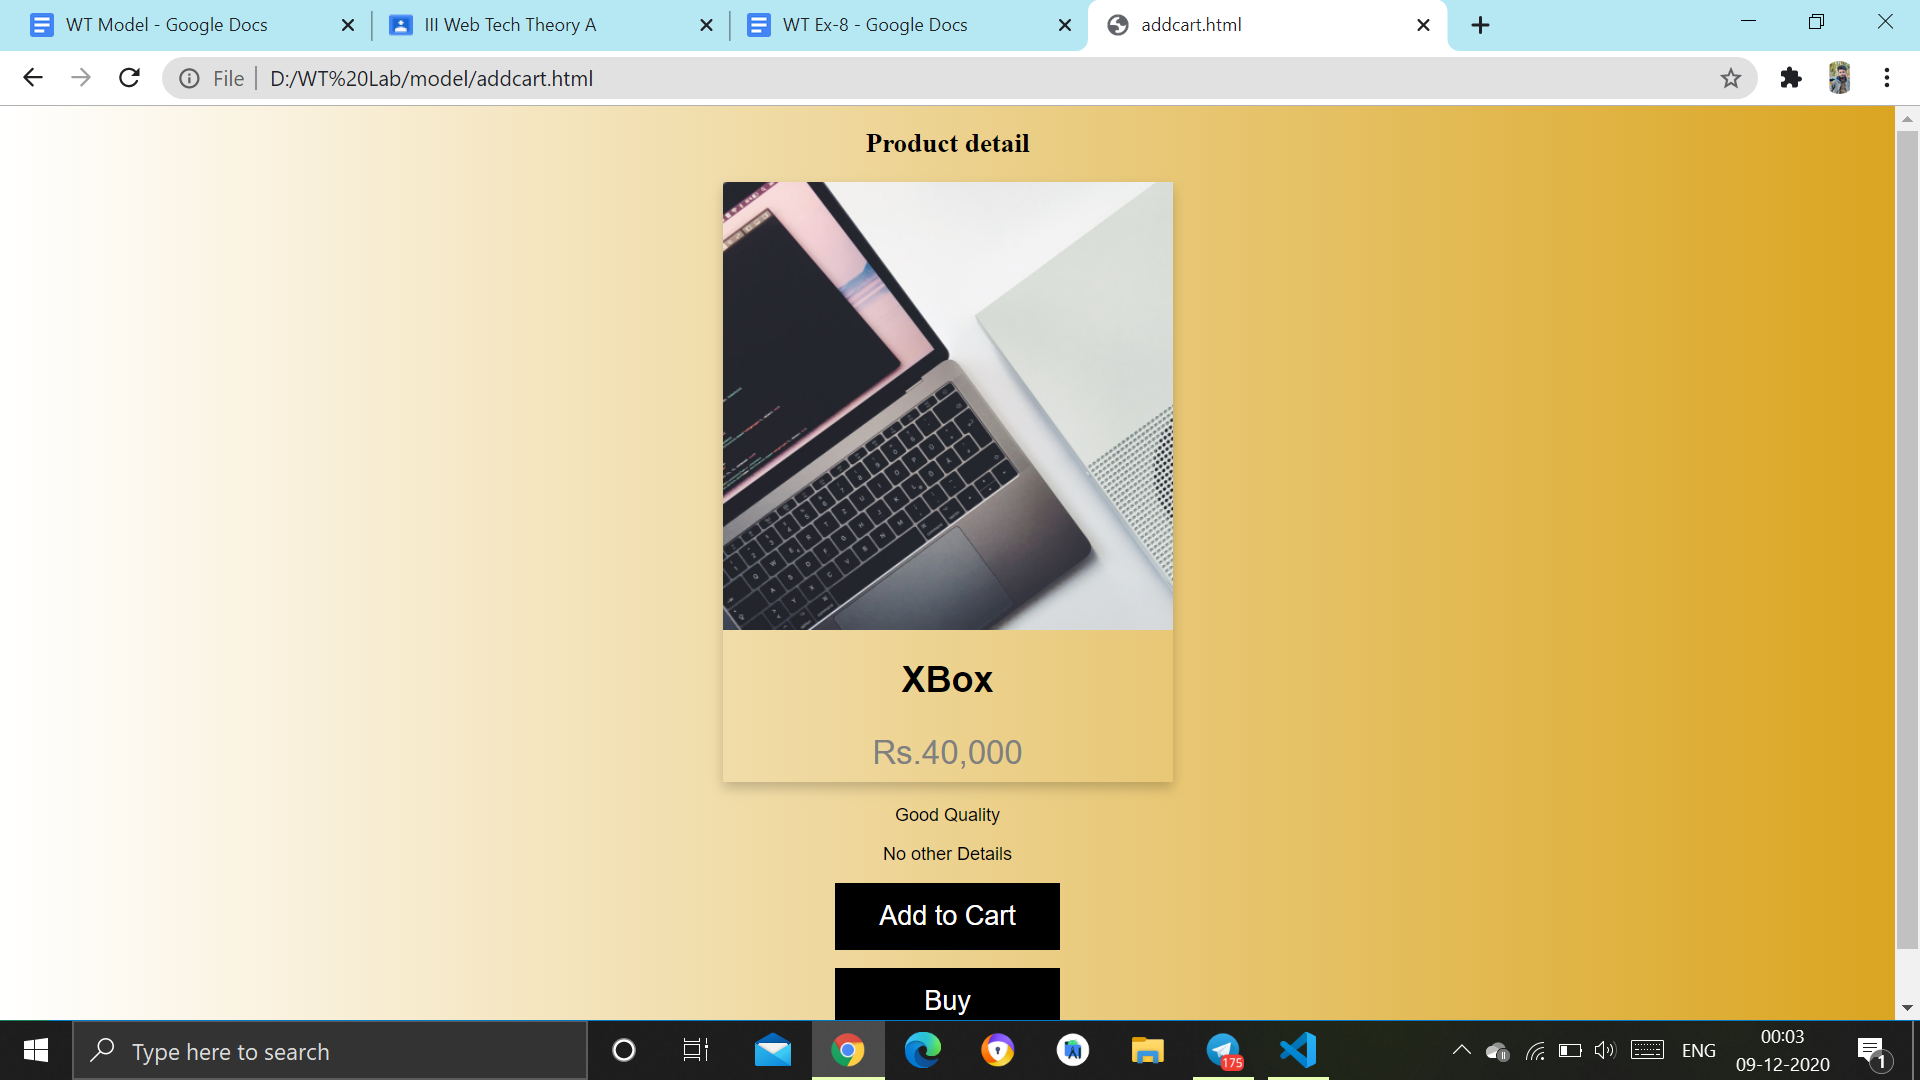 WT Model - Google Docs
III Web Tech Theory A
WT Ex-8 - Google Docs
addcart.html
File
D:/WT%20Lab/model/addcart.html
Product detail
XBox
Rs.40,000
Good Quality
No other Details
Add to Cart
Buy
Type here to search
175
ENG
00:03
09-12-2020
1